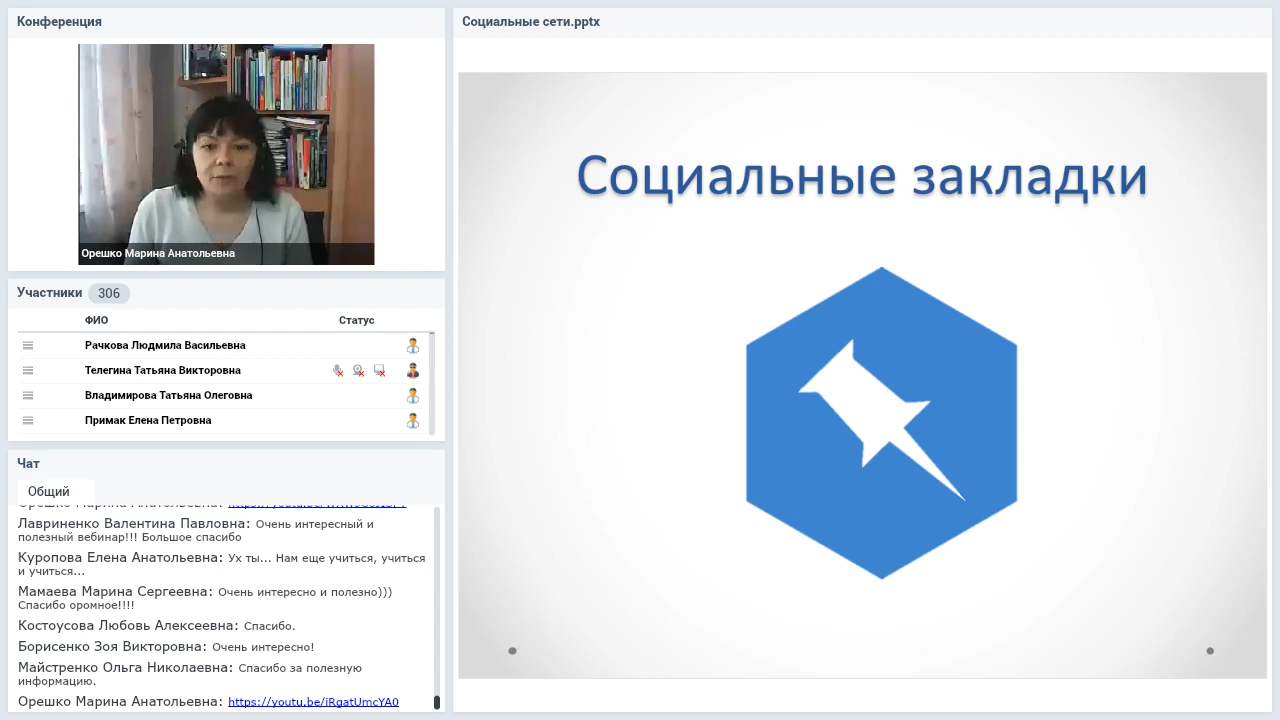 Конференция
Орешко Марина Анатольевна
Участники 306
ФИО Статус
Рачкова Людмила Васильевна
Телегина Татьяна Викторовна
Владимирова Татьяна Олеговна
Примак Елена Петровна
Чат
Общий
Орешко Марина Анатольевна:
Лавриненко Валентина Павловна: Очень интересный и
полезный вебинар!!! Большое спасибо
Куропова Елена Анатольевна: Ух ты... Нам еще учиться, учиться
и учиться...
Мамаева Марина Сергеевна: Очень интересно и полезно)))
Спасибо оромное!!!!
Костоусова Любовь Алексеевна: Спасибо.
Борисенко Зоя Викторовна: Очень интересно!
Майстренко Ольга Николаевна: Спасибо за полезную
информацию.
Орешко Марина Анатольевна: https://youtu.be/iRgatUmcYA0
Социальные сети.pptx
Социальные закладки